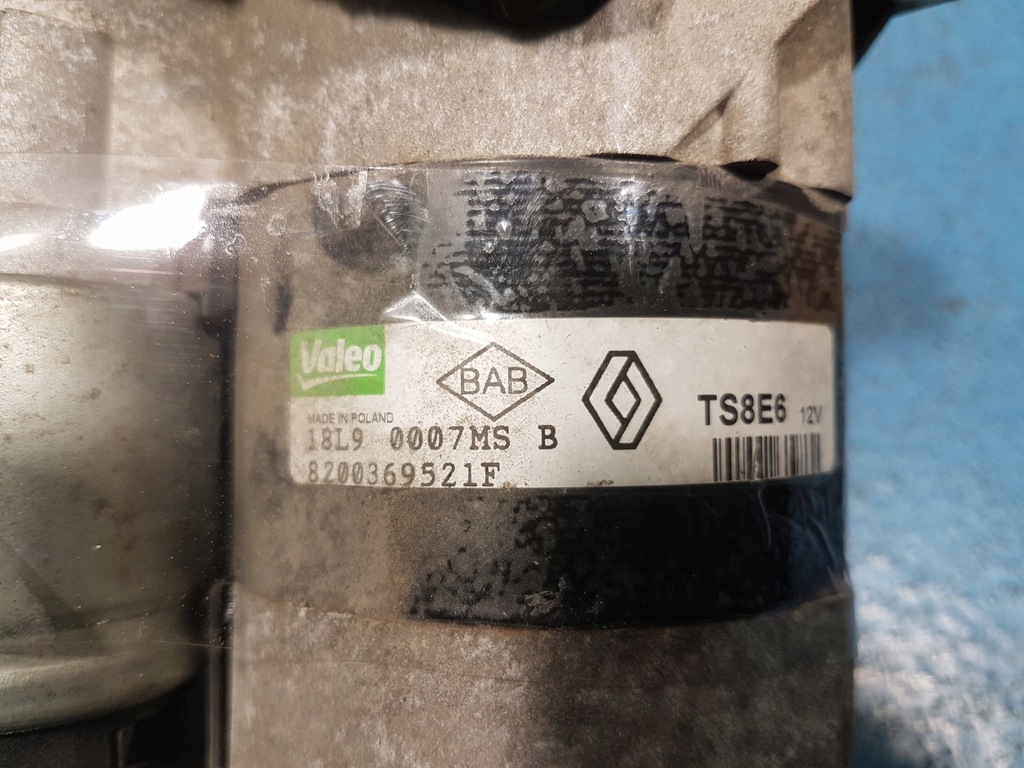 Valeo
BAB
TS8E6 12V
MADE IN POLAND
18L9 0007MS B
8200369521F